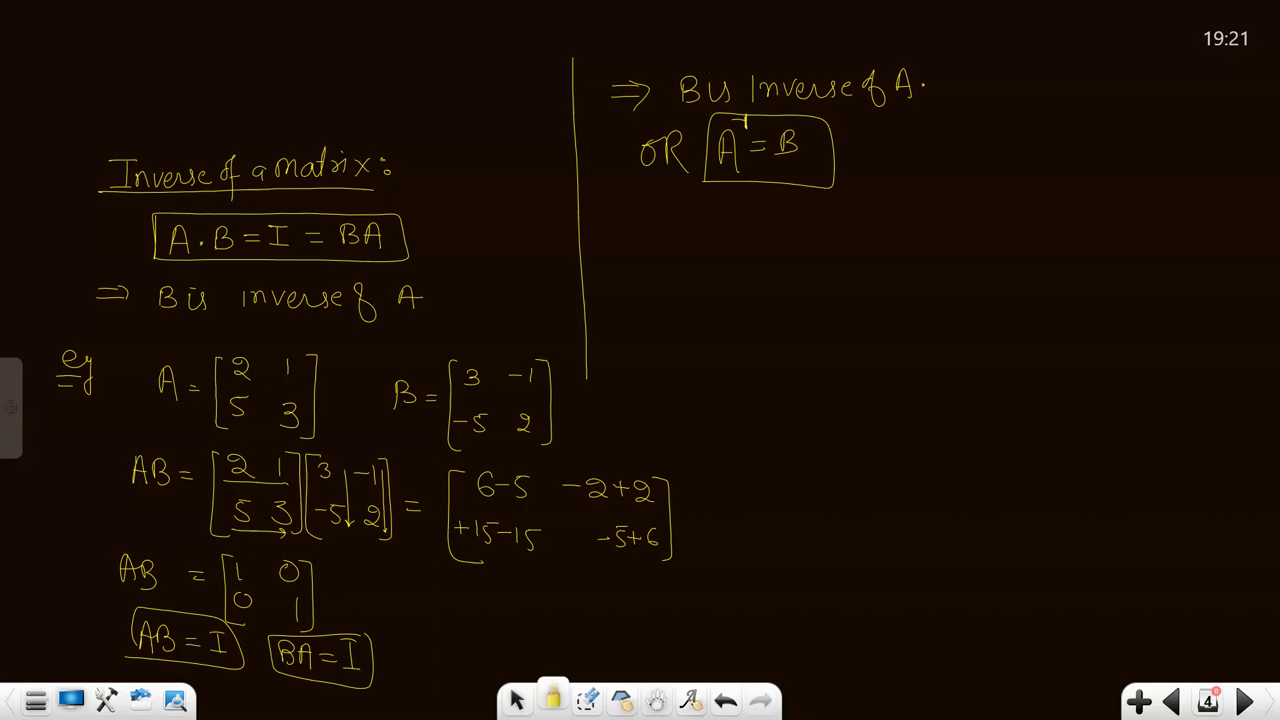 19:21
Inverse of a matrix:
A . B = I = BA
⇒ B is inverse of A
eg A = [2 1; 5 3] B = [3 -1; -5 2]
AB = [2 1; 5 3] [3 -1; -5 2] = [6-5 -2+2; +15-15 -5+6]
AB = [1 0; 0 1]
AB = I BA = I
⇒ B is Inverse of A.
OR A⁻¹ = B
4
0